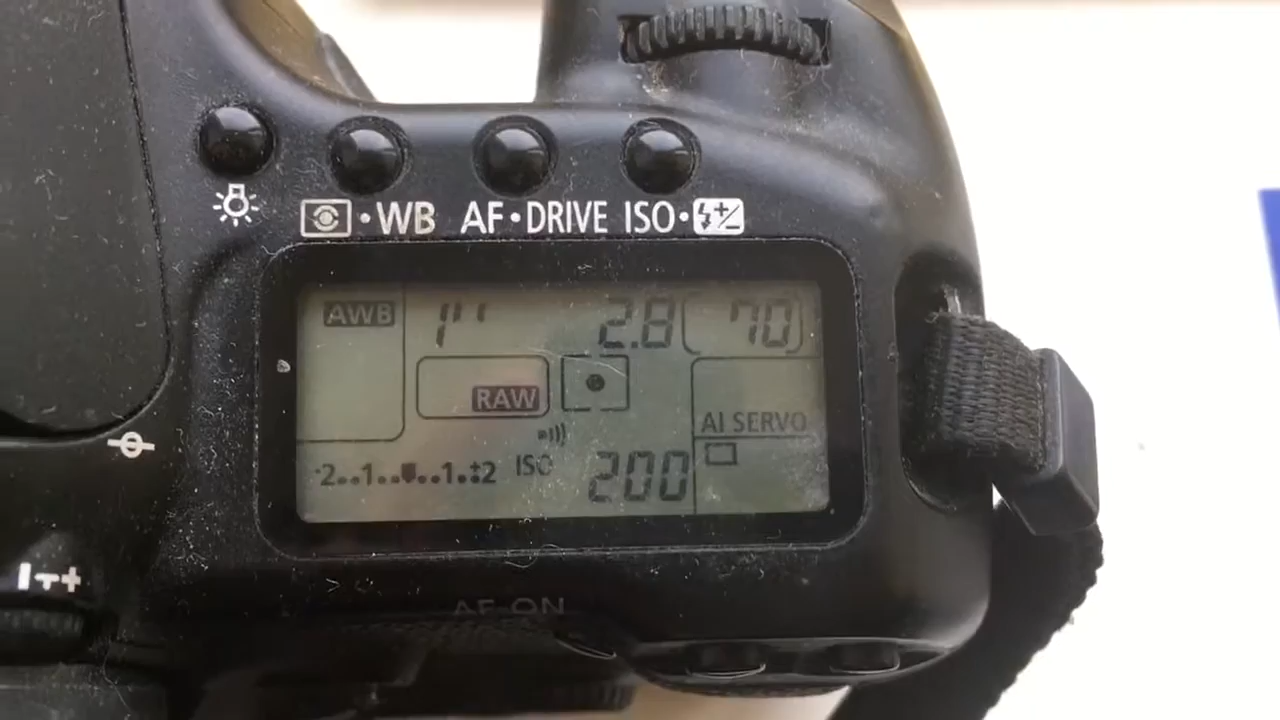 WB AF•DRIVE ISO•
AWB 1" 2.8 [70]
RAW
AI SERVO
-2..1..▼..1.+2 ISO 200
AF-ON